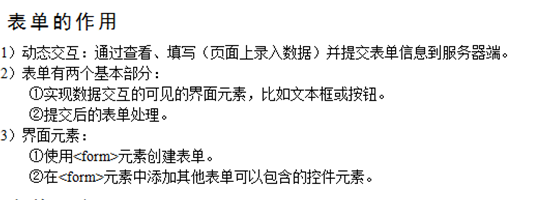 表单的作用
1）动态交互：通过查看、填写（页面上录入数据）并提交表单信息到服务器端。
2）表单有两个基本部分：
①实现数据交互的可见的界面元素，比如文本框或按钮。
②提交后的表单处理。
3）界面元素：
①使用<form>元素创建表单。
②在<form>元素中添加其他表单可以包含的控件元素。